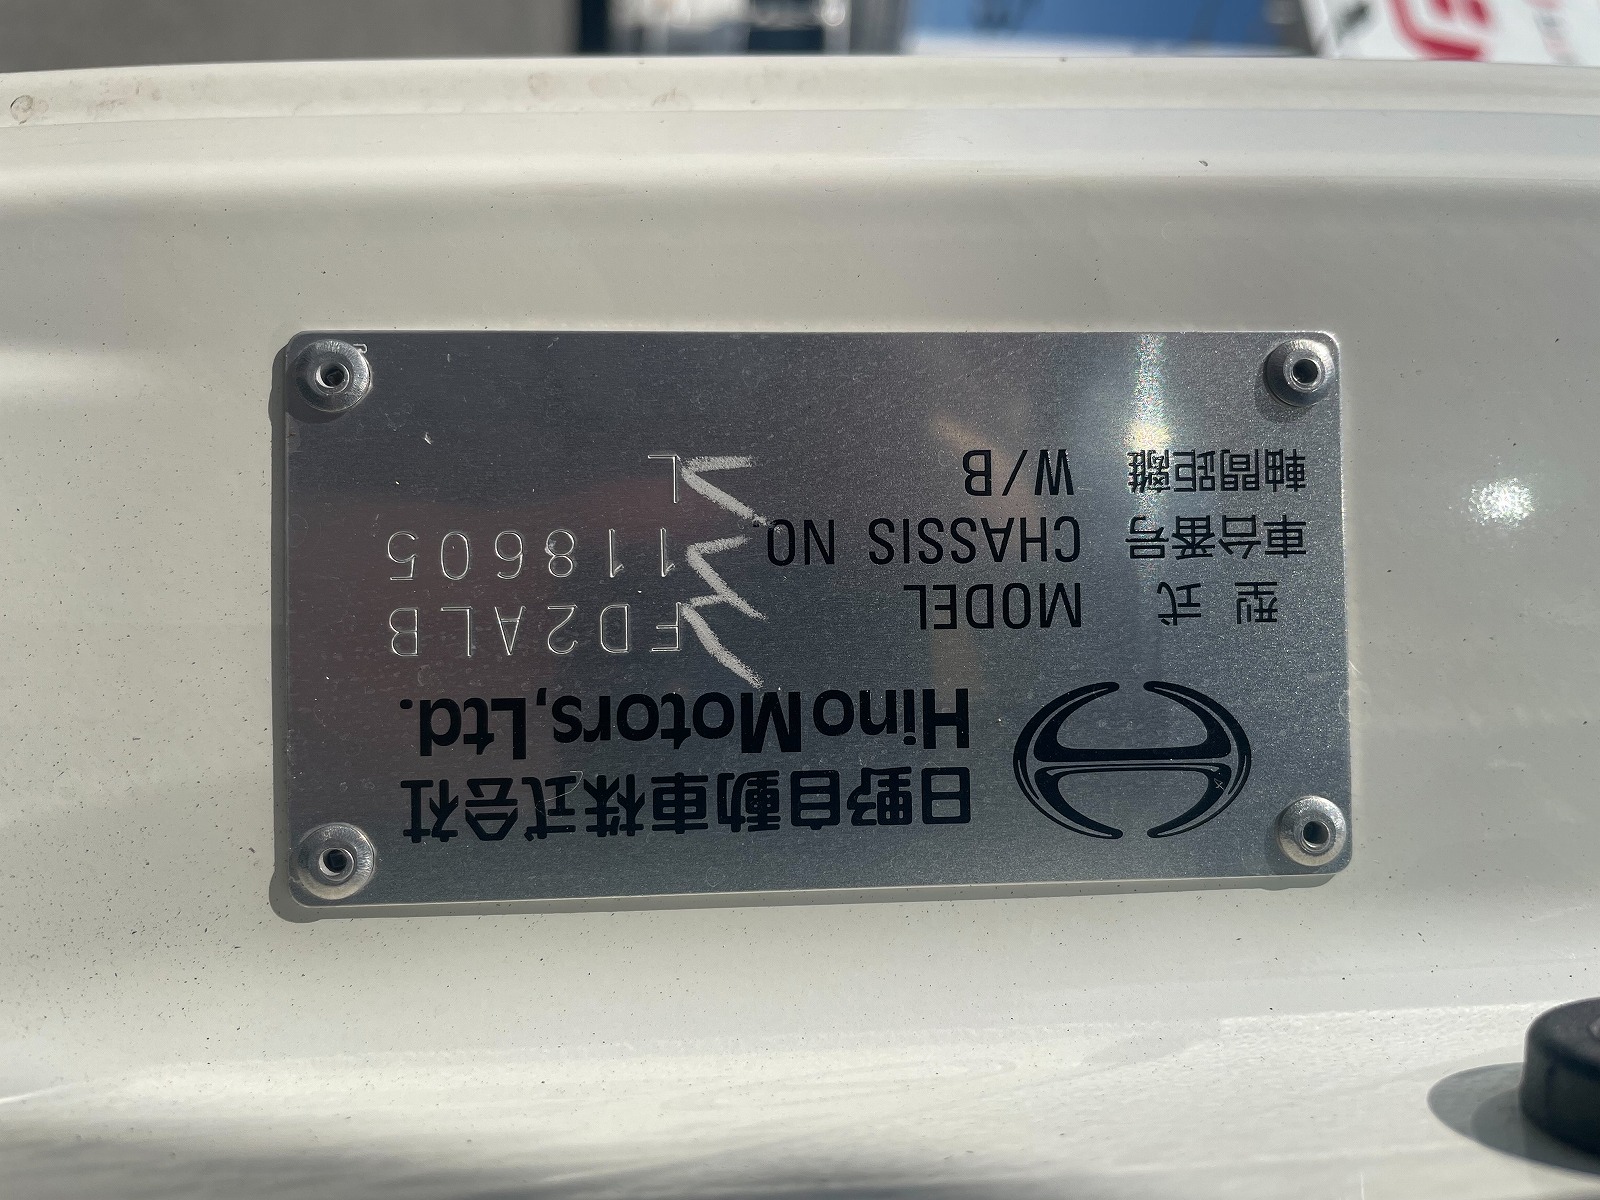 日野自動車株式会社
Hino Motors, Ltd.
型式 MODEL FD2ALB
車台番号 CHASSIS NO. 118605
軸間距離 W/B L